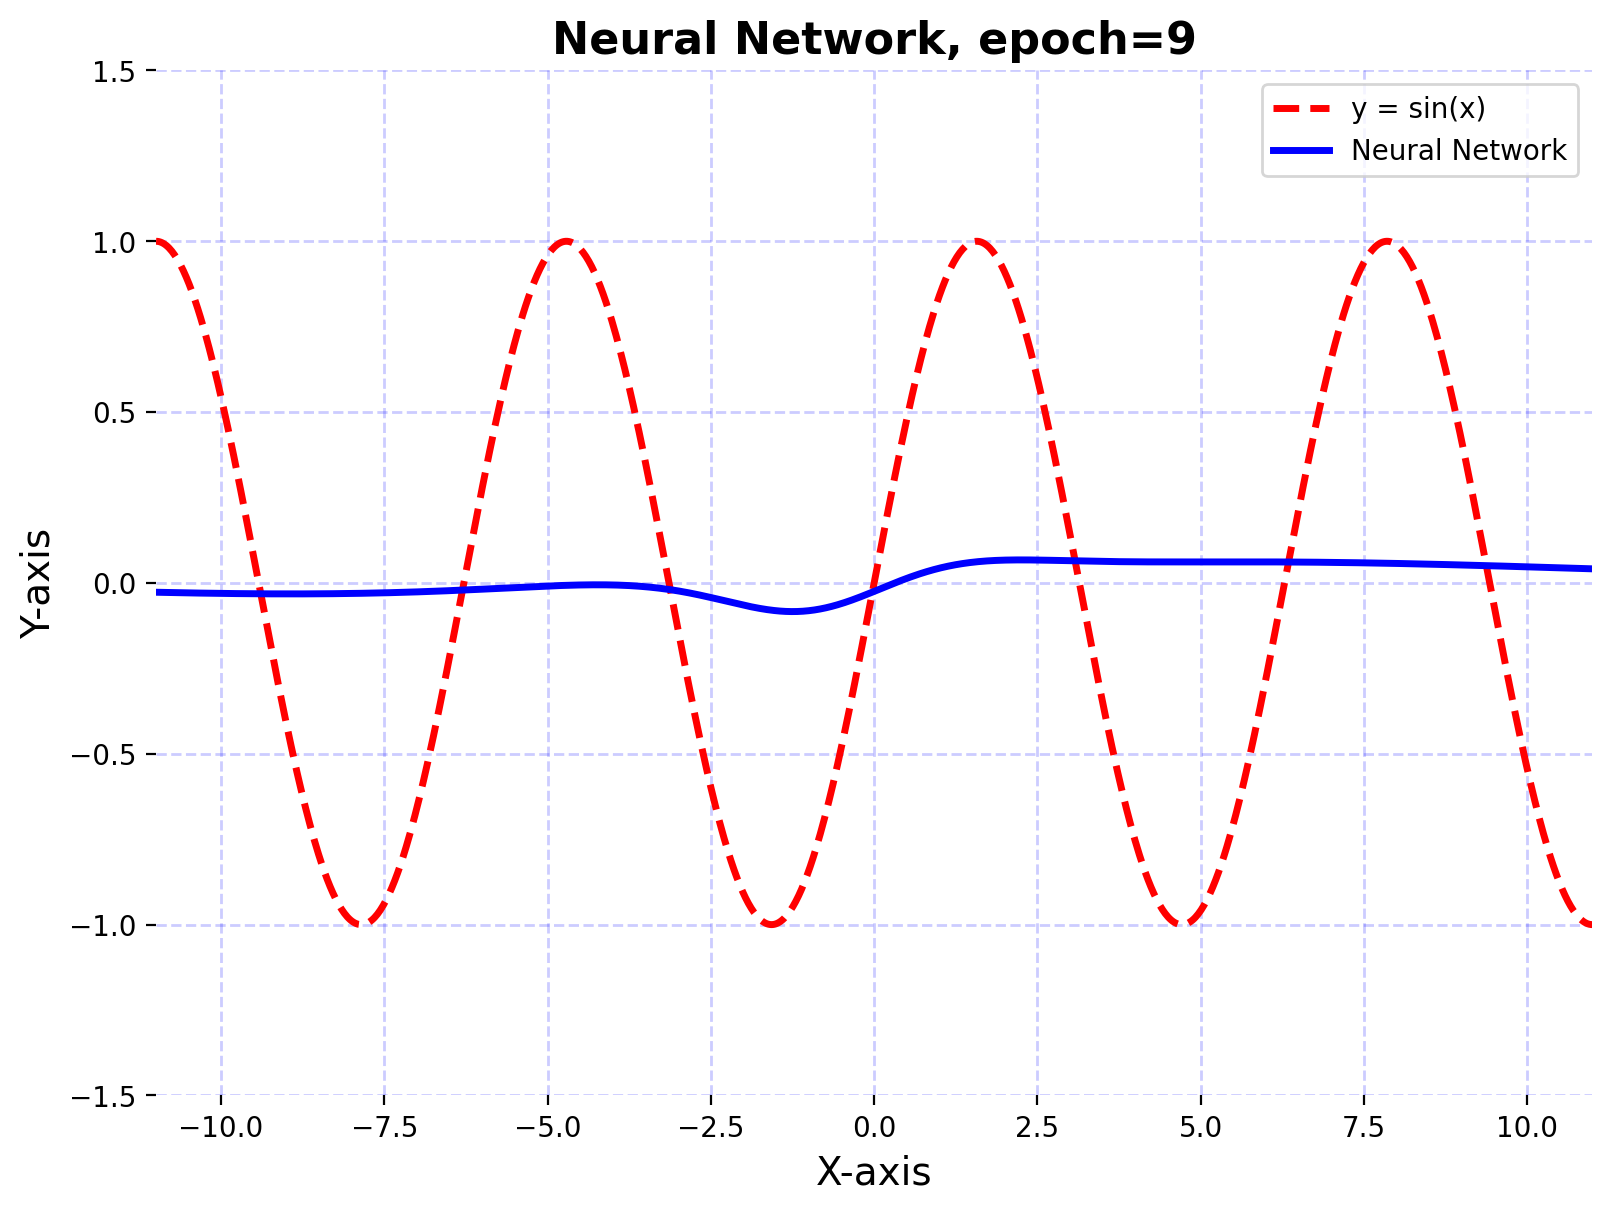 Neural Network, epoch=9
y = sin(x)
Neural Network
Y-axis
1.5
1.0
0.5
0.0
−0.5
−1.0
−1.5
−10.0 −7.5 −5.0 −2.5 0.0 2.5 5.0 7.5 10.0
X-axis